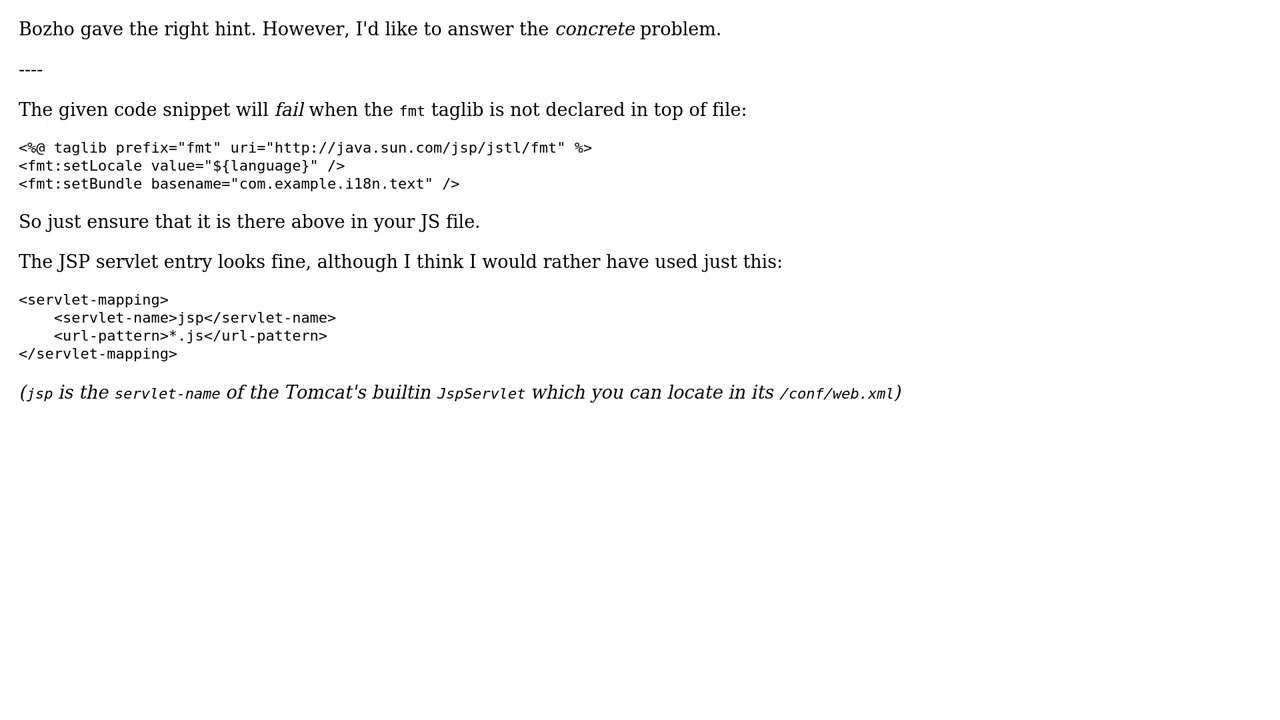 Bozho gave the right hint. However, I'd like to answer the concrete problem.
----
The given code snippet will fail when the fmt taglib is not declared in top of file:
<%@ taglib prefix="fmt" uri="http://java.sun.com/jsp/jstl/fmt" %>
<fmt:setLocale value="${language}" />
<fmt:setBundle basename="com.example.i18n.text" />
So just ensure that it is there above in your JS file.
The JSP servlet entry looks fine, although I think I would rather have used just this:
<servlet-mapping>
    <servlet-name>jsp</servlet-name>
    <url-pattern>*.js</url-pattern>
</servlet-mapping>
(jsp is the servlet-name of the Tomcat's builtin JspServlet which you can locate in its /conf/web.xml)